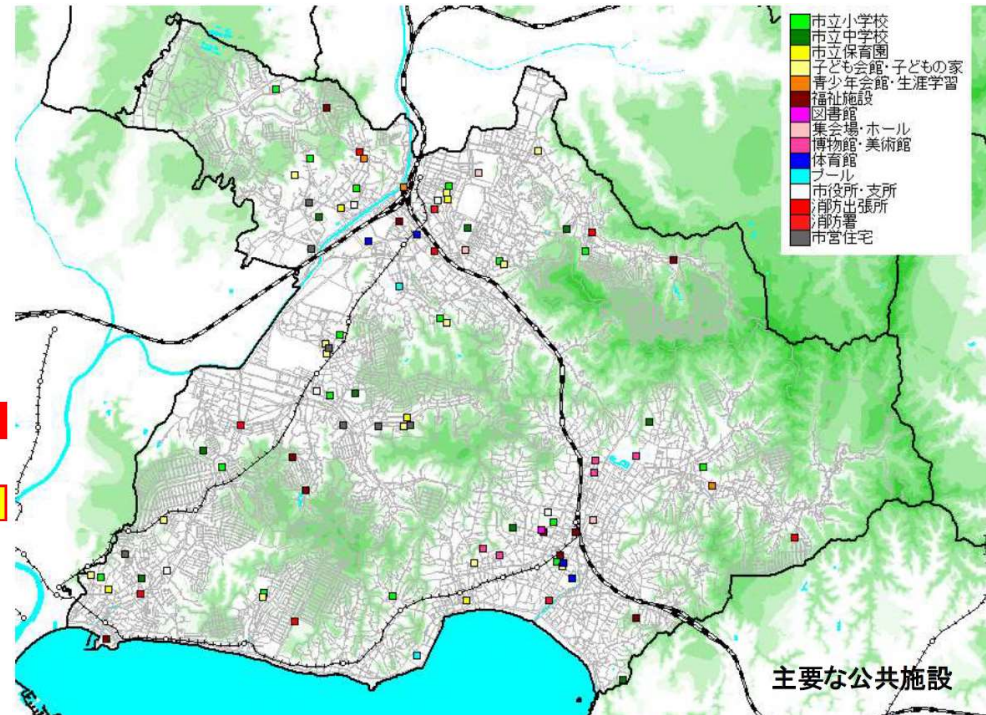 市立小学校
市立中学校
市立保育園
子ども会館・子どもの家
青少年会館・生涯学習
福祉施設
図書館
集会場・ホール
博物館・美術館
体育館
プール
市役所・支所
消防出張所
消防署
市営住宅
主要な公共施設